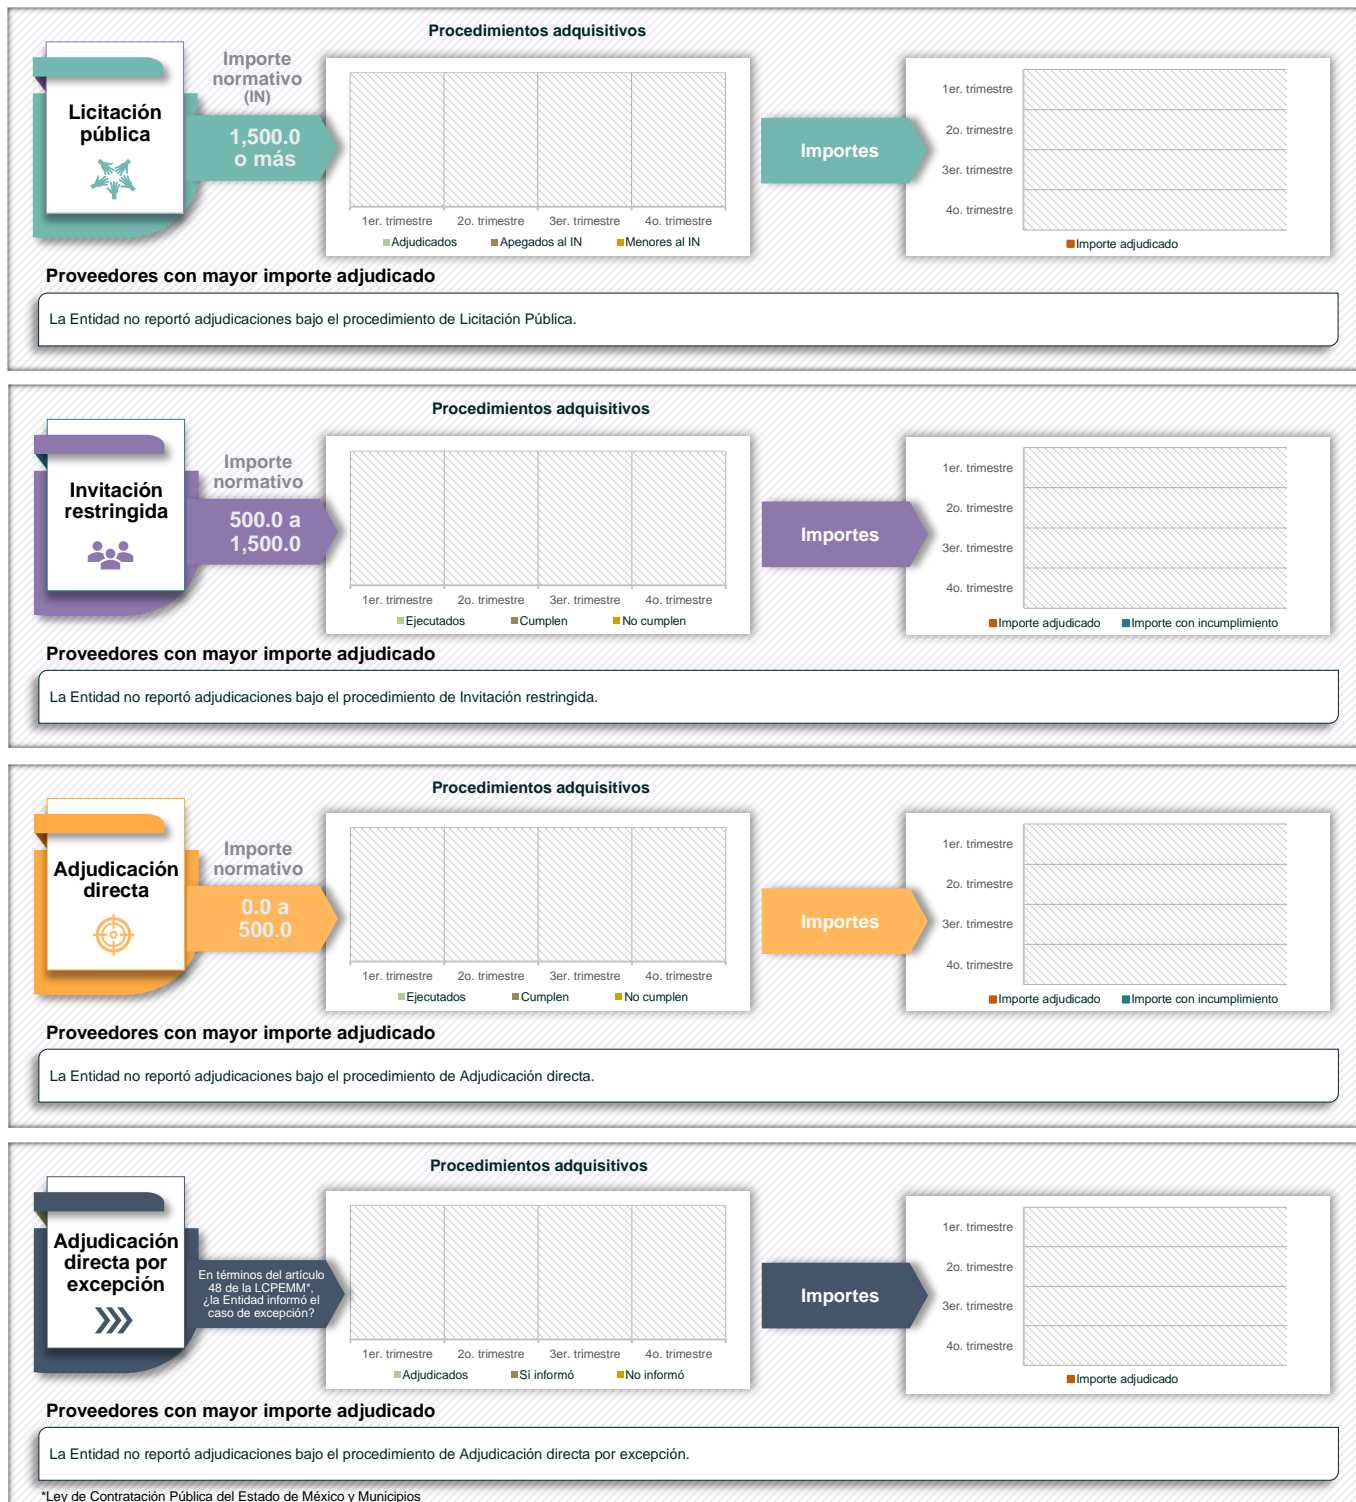 Procedimientos adquisitivos
Licitación
pública
Importe
normativo
(IN)
1,500.0
o más
1er. trimestre 2o. trimestre 3er. trimestre 4o. trimestre
Adjudicados Apegados al IN Menores al IN
Importes
1er. trimestre
2o. trimestre
3er. trimestre
4o. trimestre
Importe adjudicado
Proveedores con mayor importe adjudicado
La Entidad no reportó adjudicaciones bajo el procedimiento de Licitación Pública.
Procedimientos adquisitivos
Invitación
restringida
Importe
normativo
500.0 a
1,500.0
1er. trimestre 2o. trimestre 3er. trimestre 4o. trimestre
Ejecutados Cumplen No cumplen
Importes
1er. trimestre
2o. trimestre
3er. trimestre
4o. trimestre
Importe adjudicado Importe con incumplimiento
Proveedores con mayor importe adjudicado
La Entidad no reportó adjudicaciones bajo el procedimiento de Invitación restringida.
Procedimientos adquisitivos
Adjudicación
directa
Importe
normativo
0.0 a
500.0
1er. trimestre 2o. trimestre 3er. trimestre 4o. trimestre
Ejecutados Cumplen No cumplen
Importes
1er. trimestre
2o. trimestre
3er. trimestre
4o. trimestre
Importe adjudicado Importe con incumplimiento
Proveedores con mayor importe adjudicado
La Entidad no reportó adjudicaciones bajo el procedimiento de Adjudicación directa.
Procedimientos adquisitivos
Adjudicación
directa por
excepción
En términos del artículo
48 de la LCPEMM*,
¿la Entidad informó el
caso de excepción?
1er. trimestre 2o. trimestre 3er. trimestre 4o. trimestre
Adjudicados Sí informó No informó
Importes
1er. trimestre
2o. trimestre
3er. trimestre
4o. trimestre
Importe adjudicado
Proveedores con mayor importe adjudicado
La Entidad no reportó adjudicaciones bajo el procedimiento de Adjudicación directa por excepción.
*Ley de Contratación Pública del Estado de México y Municipios